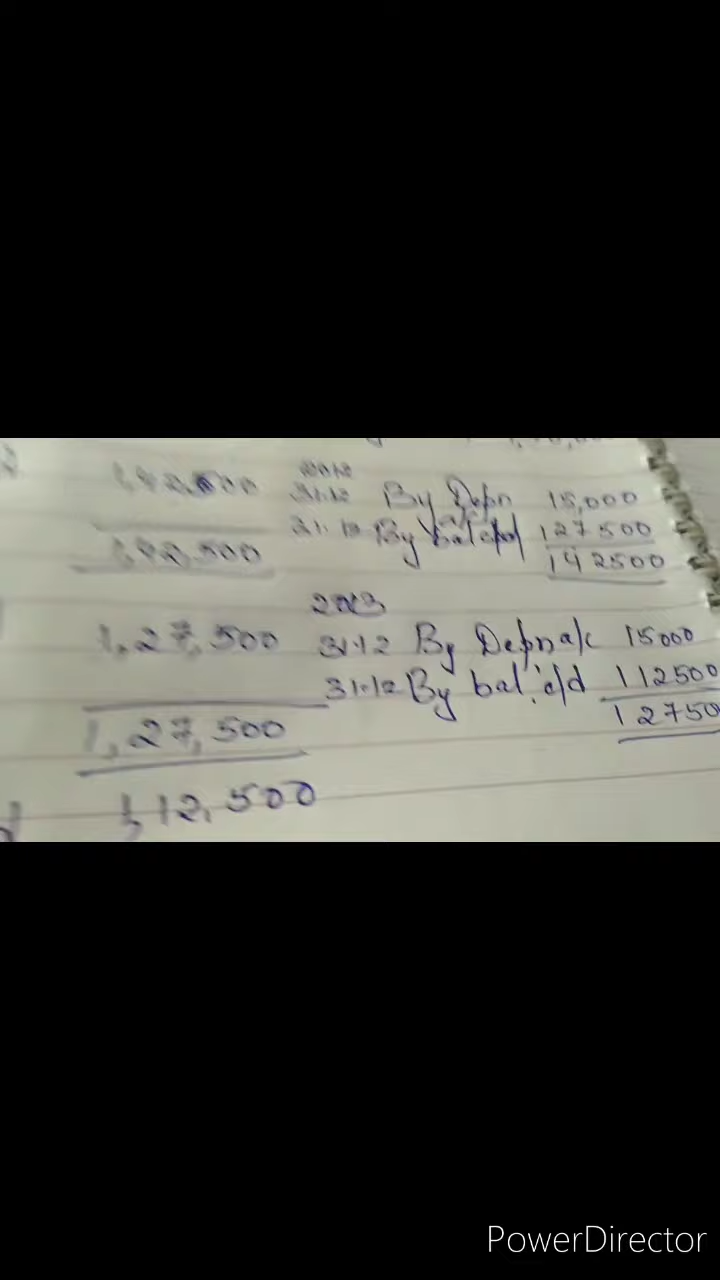 1,42,500 2012
31.12 By Depn 15,000
31.12 By bal c/d 127500
1,42,500 142500
2013
1,27,500 31.12 By Depn a/c 15000
31.12 By bal. c/d 112500
1,27,500 12750
1,12,500
PowerDirector